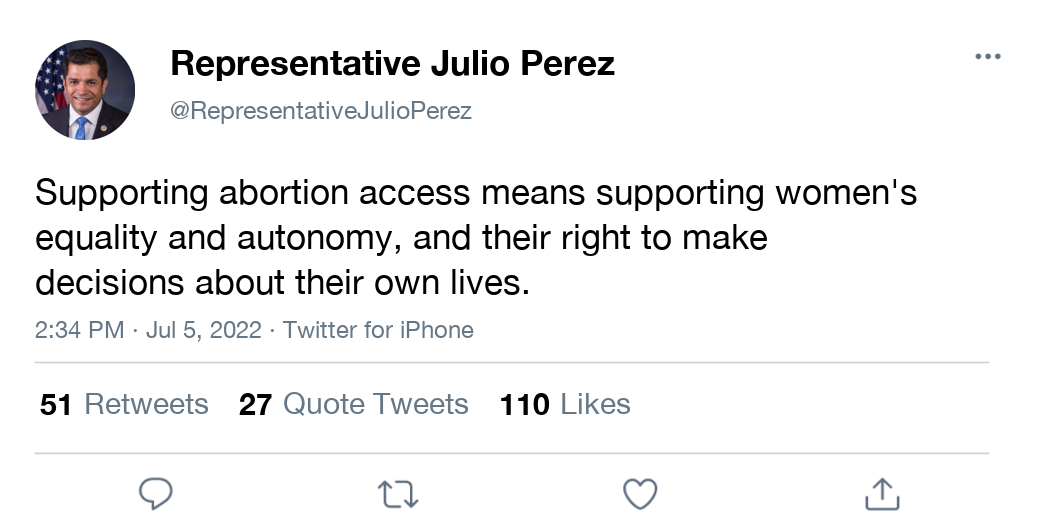 Representative Julio Perez
@RepresentativeJulioPerez
Supporting abortion access means supporting women's
equality and autonomy, and their right to make
decisions about their own lives.
2:34 PM · Jul 5, 2022 · Twitter for iPhone
51 Retweets 27 Quote Tweets 110 Likes